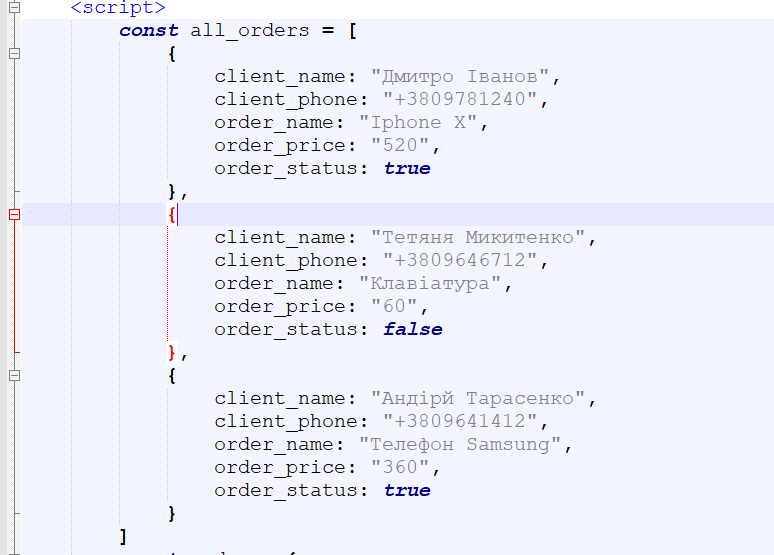 <script>
const all_orders = [
{
client_name: "Дмитро Іванов",
client_phone: "+3809781240",
order_name: "Iphone X",
order_price: "520",
order_status: true
},
{
client_name: "Тетяня Микитенко",
client_phone: "+3809646712",
order_name: "Клавіатура",
order_price: "60",
order_status: false
},
{
client_name: "Андірй Тарасенко",
client_phone: "+3809641412",
order_name: "Телефон Samsung",
order_price: "360",
order_status: true
}
]